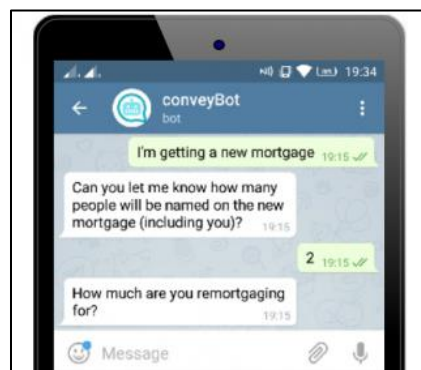 19:34
conveyBot
bot
I'm getting a new mortgage 19:15
Can you let me know how many
people will be named on the new
mortgage (including you)? 19:15
2 19:15
How much are you remortgaging
for? 19:15
Message